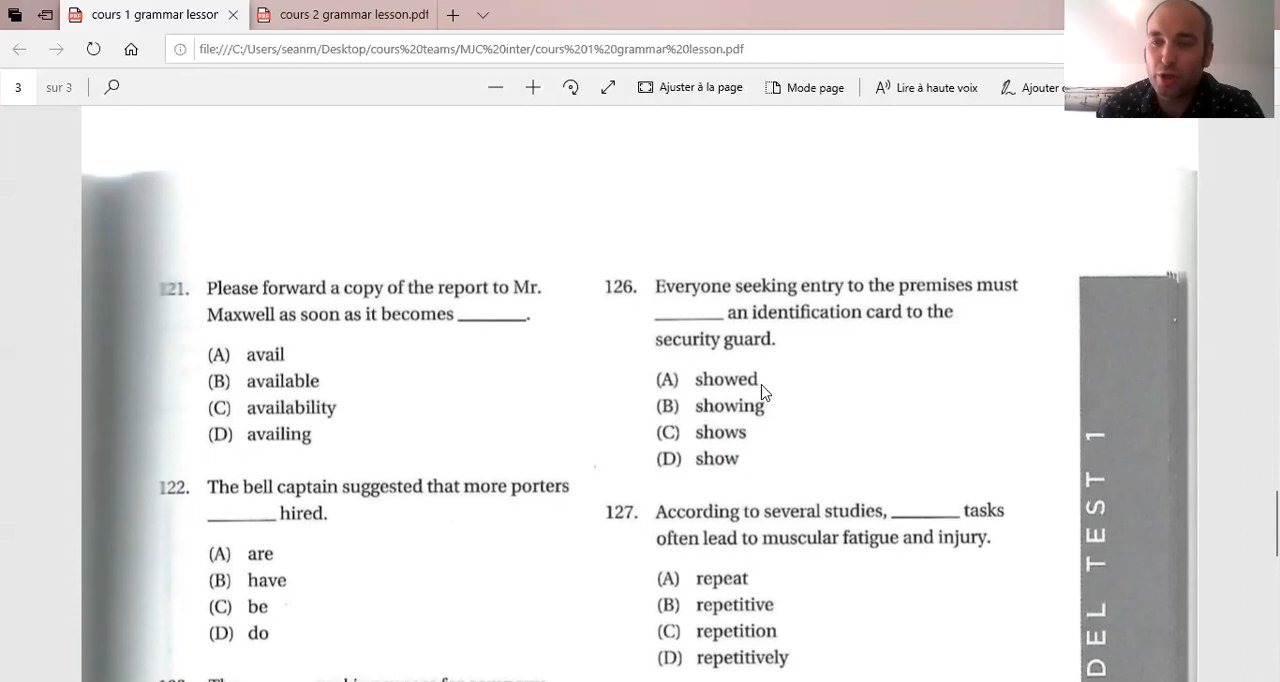 cours 1 grammar lessor
cours 2 grammar lesson.pdf
file:///C:/Users/seanm/Desktop/cours%20teams/MJC%20inter/cours%201%20grammar%20lesson.pdf
3 sur 3
Ajuster à la page
Mode page
Lire à haute voix
Ajouter
121. Please forward a copy of the report to Mr.
Maxwell as soon as it becomes _______.
(A) avail
(B) available
(C) availability
(D) availing
122. The bell captain suggested that more porters
_______ hired.
(A) are
(B) have
(C) be
(D) do
126. Everyone seeking entry to the premises must
_______ an identification card to the
security guard.
(A) showed
(B) showing
(C) shows
(D) show
127. According to several studies, _______ tasks
often lead to muscular fatigue and injury.
(A) repeat
(B) repetitive
(C) repetition
(D) repetitively
DEL TEST 1